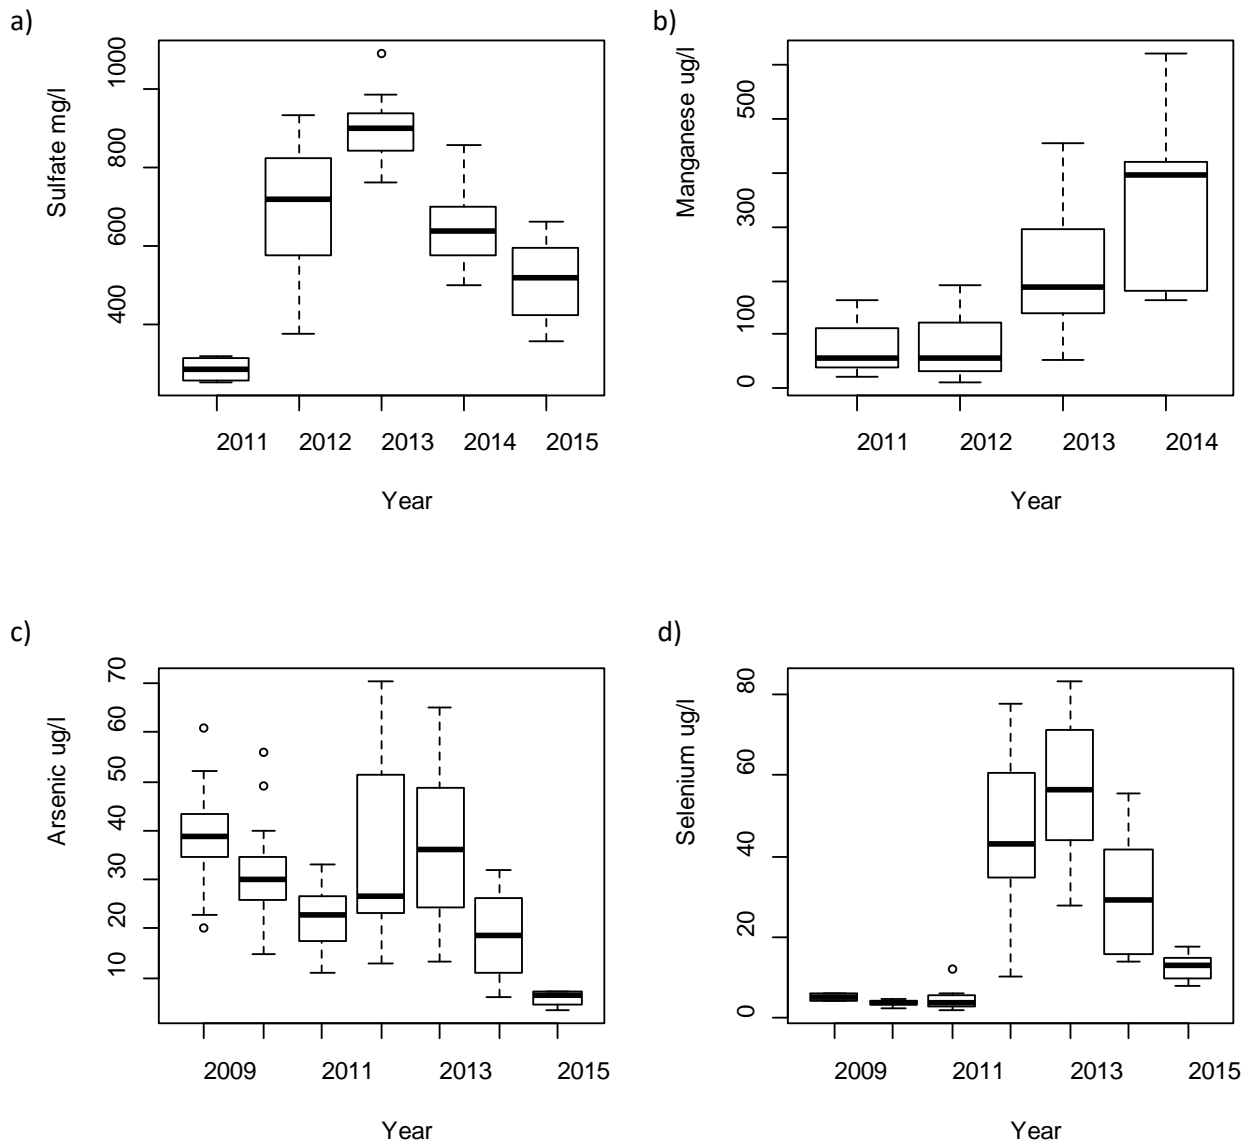 a)
Sulfate mg/l
1000
800
600
400
2011 2012 2013 2014 2015
Year
b)
Manganese ug/l
500
300
100
0
2011 2012 2013 2014
Year
c)
Arsenic ug/l
70
60
50
40
30
20
10
2009 2011 2013 2015
Year
d)
Selenium ug/l
80
60
40
20
0
2009 2011 2013 2015
Year